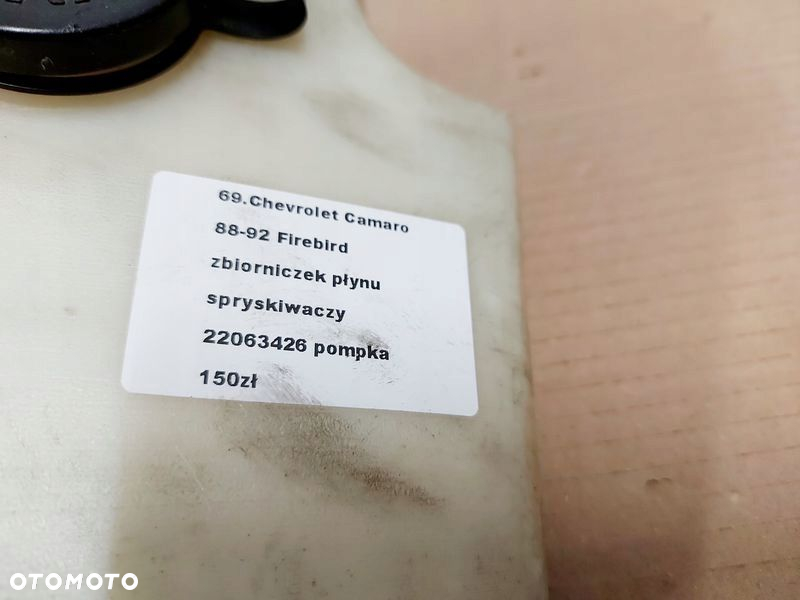 69.Chevrolet Camaro
88-92 Firebird
zbiorniczek płynu
spryskiwaczy
22063426 pompka
150zł
OTOMOTO